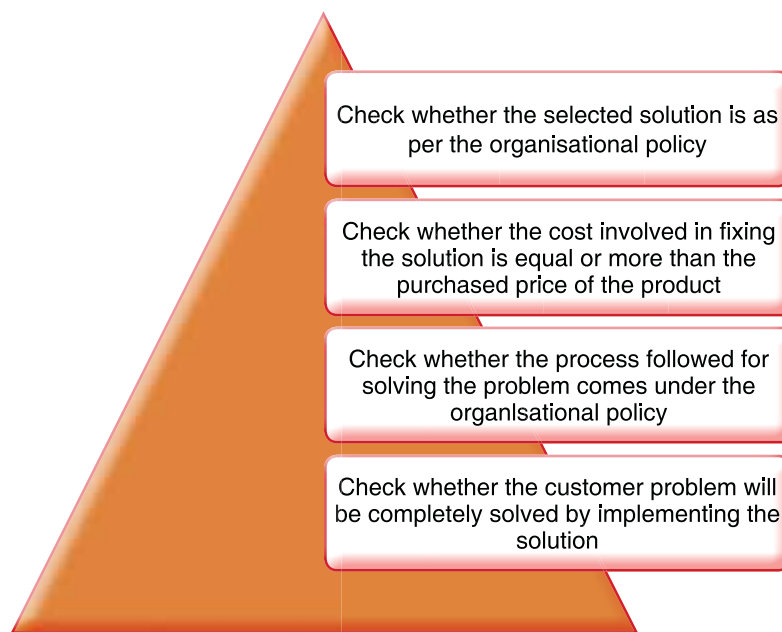 Check whether the selected solution is as
per the organisational policy
Check whether the cost involved in fixing
the solution is equal or more than the
purchased price of the product
Check whether the process followed for
solving the problem comes under the
organlsational policy
Check whether the customer problem will
be completely solved by implementing the
solution